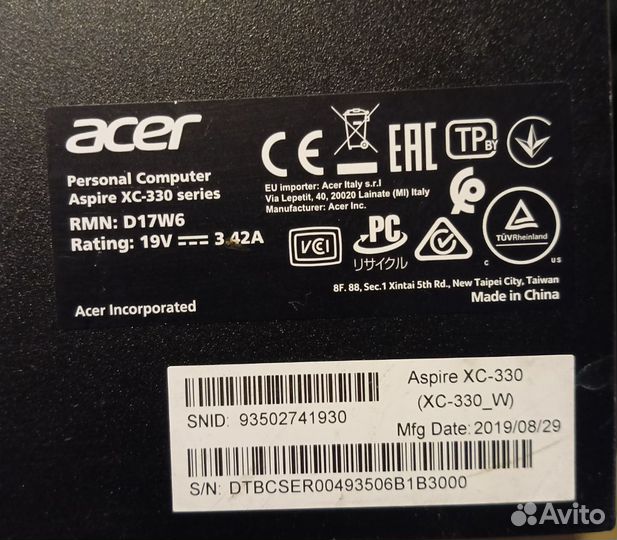 acer
Personal Computer
Aspire XC-330 series
RMN: D17W6
Rating: 19V 3.42A
Acer Incorporated
CE
EAC
TP BY
EU importer: Acer Italy s.r.l
Via Lepetit, 40, 20020 Lainate (MI) Italy
Manufacturer: Acer Inc.
VCI
PC
リサイクル
TÜVRheinland
C US
8F. 88, Sec.1 Xintai 5th Rd., New Taipei City, Taiwan
Made in China
Aspire XC-330
(XC-330_W)
SNID: 93502741930
Mfg Date: 2019/08/29
S/N: DTBCSER00493506B1B3000
Avito